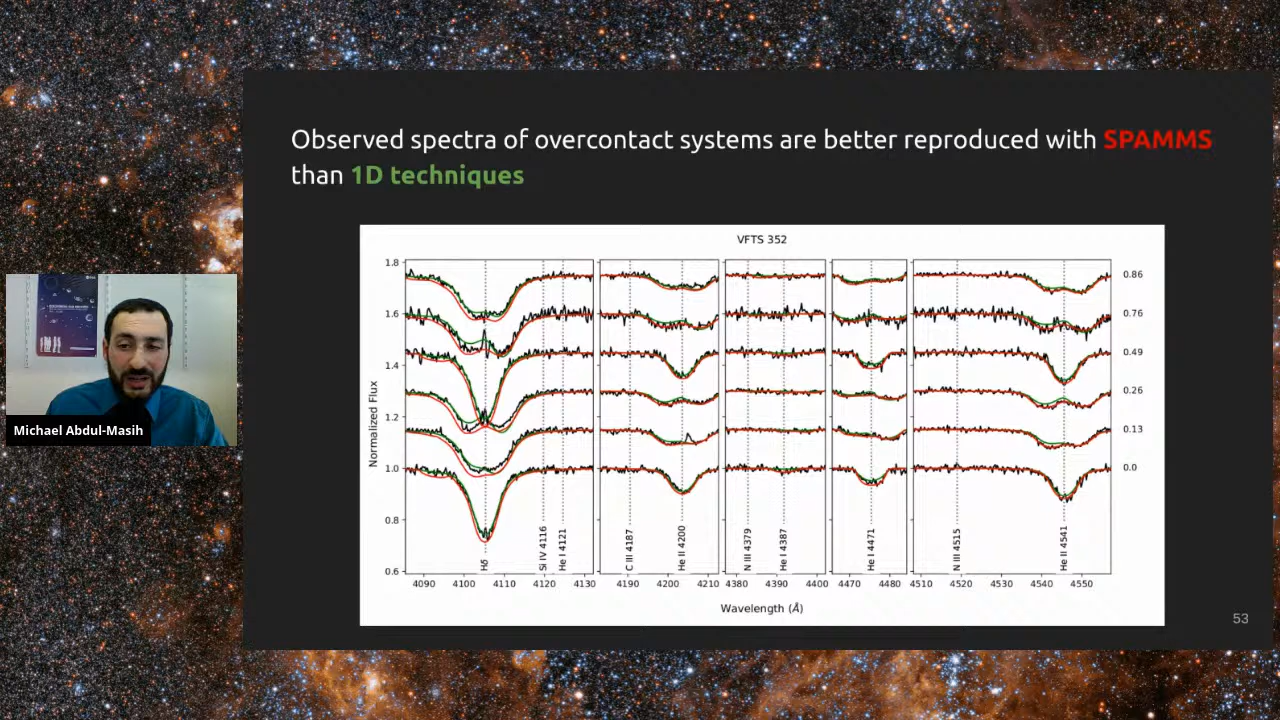 Observed spectra of overcontact systems are better reproduced with SPAMMS
than 1D techniques
VFTS 352
1.8
1.6
1.4
1.2
1.0
0.8
0.6
Normalized Flux
0.86
0.76
0.49
0.26
0.13
0.0
Hδ
Si IV 4116
He I 4121
C III 4187
He II 4200
N III 4379
He I 4387
He I 4471
N III 4515
He II 4541
4090 4100 4110 4120 4130 4190 4200 4210 4380 4390 4400 4470 4480 4510 4520 4530 4540 4550
Wavelength (Å)
53
Michael Abdul-Masih